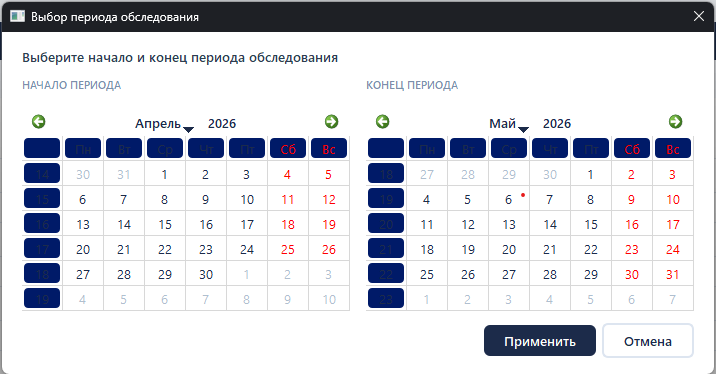 Выбор периода обследования
Выберите начало и конец периода обследования
НАЧАЛО ПЕРИОДА КОНЕЦ ПЕРИОДА
Апрель 2026 Май 2026
Пн Вт Ср Чт Пт Сб Вс Пн Вт Ср Чт Пт Сб Вс
14 30 31 1 2 3 4 5 18 27 28 29 30 1 2 3
15 6 7 8 9 10 11 12 19 4 5 6 7 8 9 10
16 13 14 15 16 17 18 19 20 11 12 13 14 15 16 17
17 20 21 22 23 24 25 26 21 18 19 20 21 22 23 24
18 27 28 29 30 1 2 3 22 25 26 27 28 29 30 31
19 4 5 6 7 8 9 10 23 1 2 3 4 5 6 7
Применить Отмена